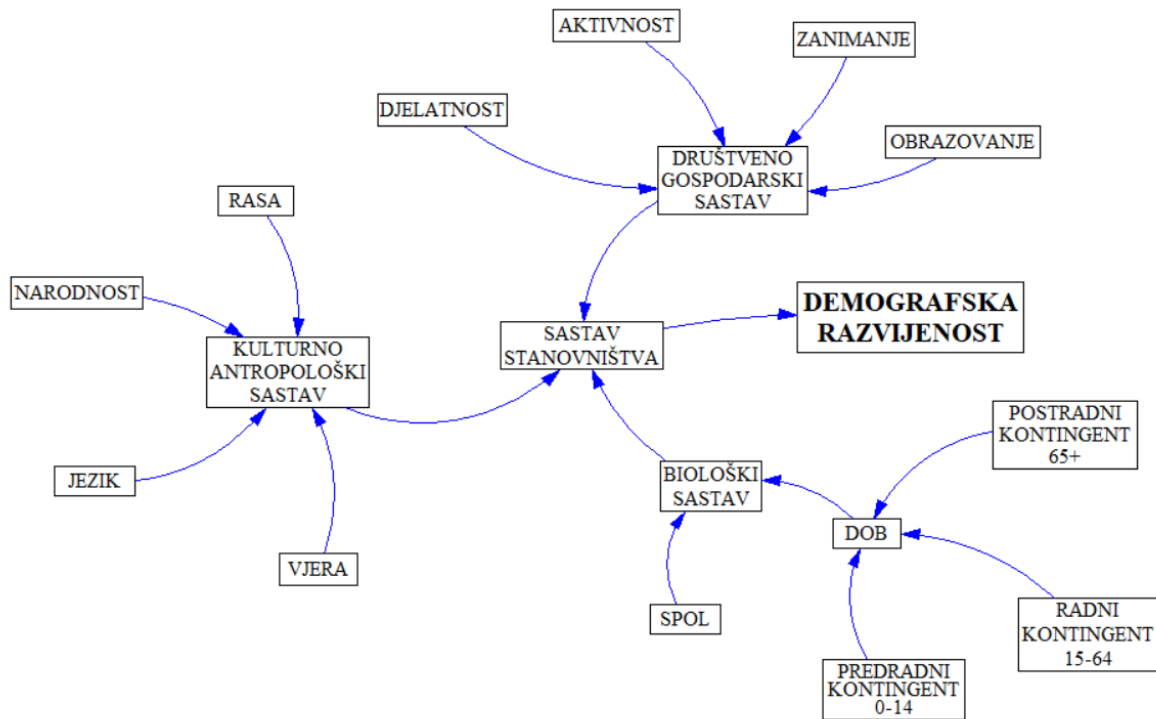 AKTIVNOST
ZANIMANJE
DJELATNOST
OBRAZOVANJE
DRUŠTVENO
GOSPODARSKI
SASTAV
RASA
NARODNOST
DEMOGRAFSKA
RAZVIJENOST
KULTURNO
ANTROPOLOŠKI
SASTAV
SASTAV
STANOVNIŠTVA
POSTRADNI
KONTINGENT
65+
JEZIK
BIOLOŠKI
SASTAV
DOB
VJERA
SPOL
RADNI
KONTINGENT
15-64
PREDRADNI
KONTINGENT
0-14